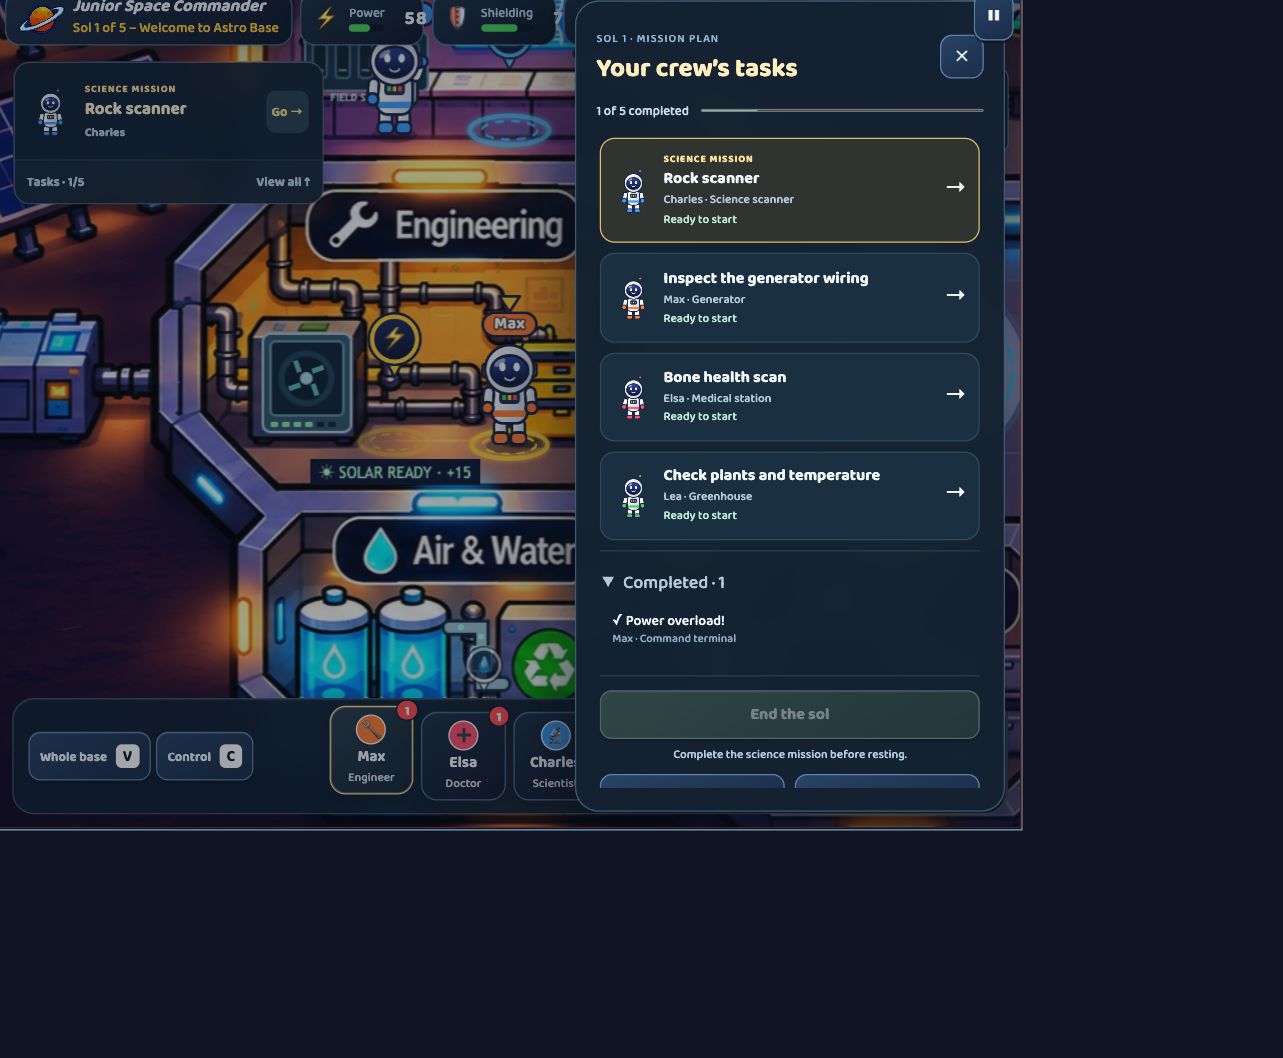 Junior Space Commander
Sol 1 of 5 – Welcome to Astro Base
Power
58
Shielding
7
SCIENCE MISSION
Rock scanner
Charles
Go →
Tasks · 1/5
View all ↑
FIELD S
Engineering
Max
☀ SOLAR READY · +15
Air & Water
Whole base V
Control C
1
Max
Engineer
1
Elsa
Doctor
Charles
Scientist
SOL 1 · MISSION PLAN
Your crew's tasks
1 of 5 completed
SCIENCE MISSION
Rock scanner
Charles · Science scanner
Ready to start
Inspect the generator wiring
Max · Generator
Ready to start
Bone health scan
Elsa · Medical station
Ready to start
Check plants and temperature
Lea · Greenhouse
Ready to start
▼ Completed · 1
✓ Power overload!
Max · Command terminal
End the sol
Complete the science mission before resting.